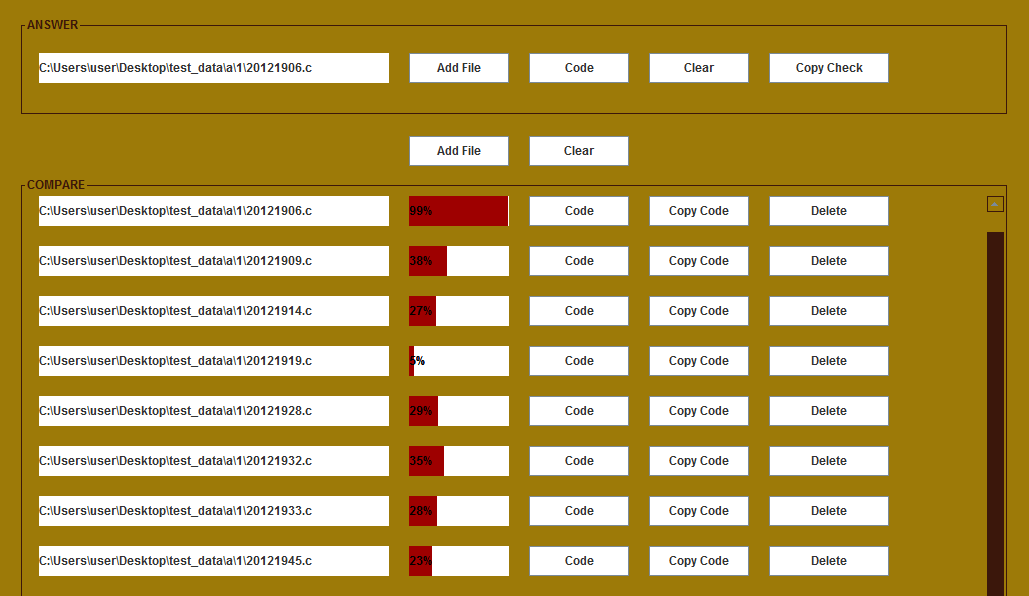 ANSWER
C:\Users\user\Desktop\test_data\a\1\20121906.c Add File Code Clear Copy Check
Add File Clear
COMPARE
C:\Users\user\Desktop\test_data\a\1\20121906.c 99% Code Copy Code Delete
C:\Users\user\Desktop\test_data\a\1\20121909.c 38% Code Copy Code Delete
C:\Users\user\Desktop\test_data\a\1\20121914.c 27% Code Copy Code Delete
C:\Users\user\Desktop\test_data\a\1\20121919.c 5% Code Copy Code Delete
C:\Users\user\Desktop\test_data\a\1\20121928.c 29% Code Copy Code Delete
C:\Users\user\Desktop\test_data\a\1\20121932.c 35% Code Copy Code Delete
C:\Users\user\Desktop\test_data\a\1\20121933.c 28% Code Copy Code Delete
C:\Users\user\Desktop\test_data\a\1\20121945.c 23% Code Copy Code Delete